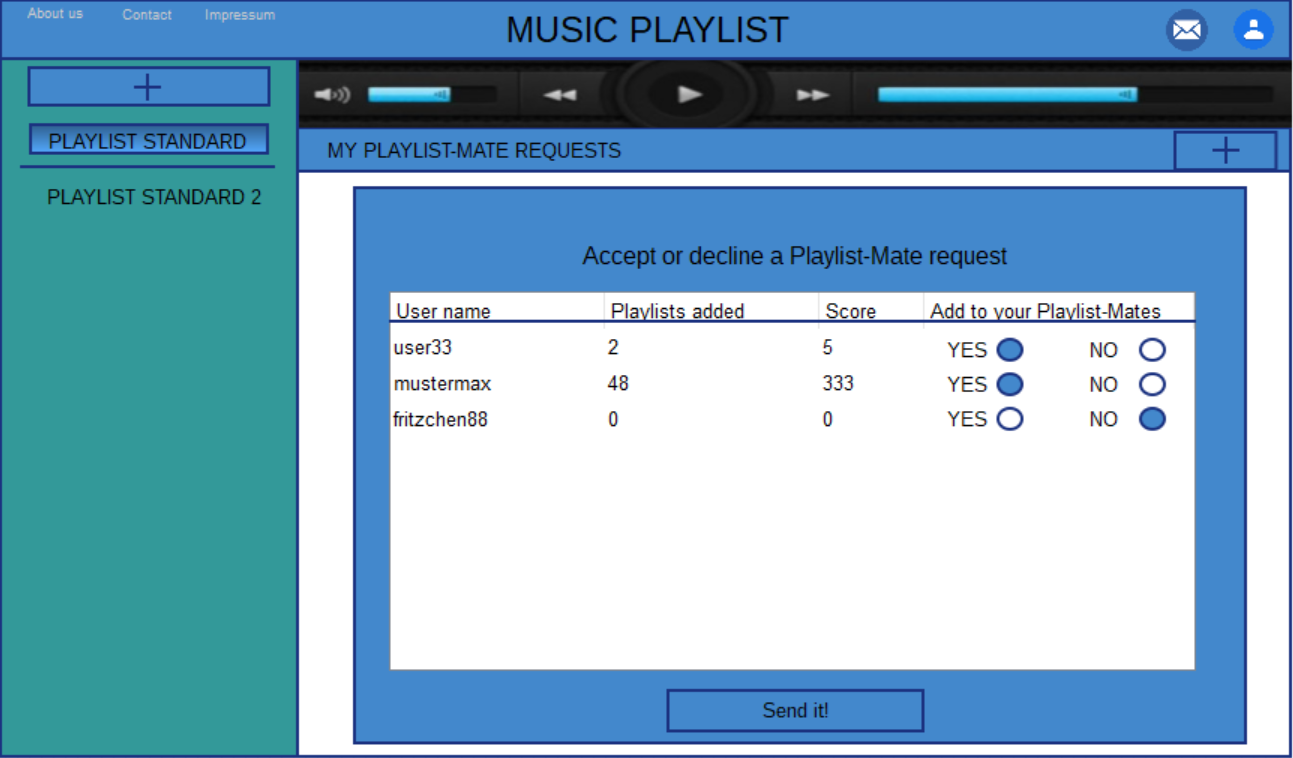 About us Contact Impressum
MUSIC PLAYLIST
PLAYLIST STANDARD
PLAYLIST STANDARD 2
MY PLAYLIST-MATE REQUESTS
Accept or decline a Playlist-Mate request
User name Playlists added Score Add to your Playlist-Mates
user33 2 5 YES NO
mustermax 48 333 YES NO
fritzchen88 0 0 YES NO
Send it!